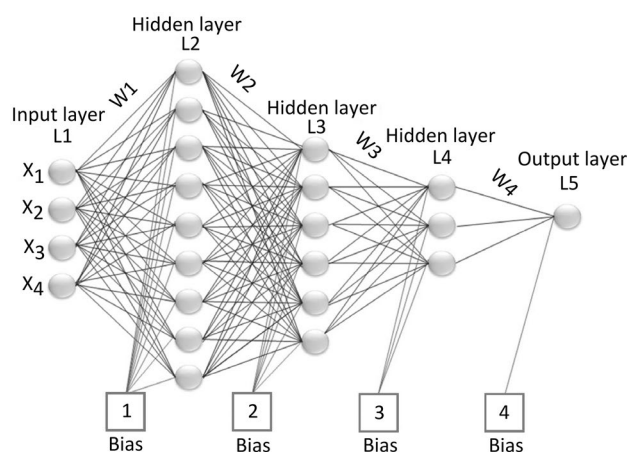 Hidden layer
L2
W1
W2
Input layer
L1
Hidden layer
L3
W3
Hidden layer
L4
W4
Output layer
L5
X1
X2
X3
X4
1
2
3
4
Bias
Bias
Bias
Bias